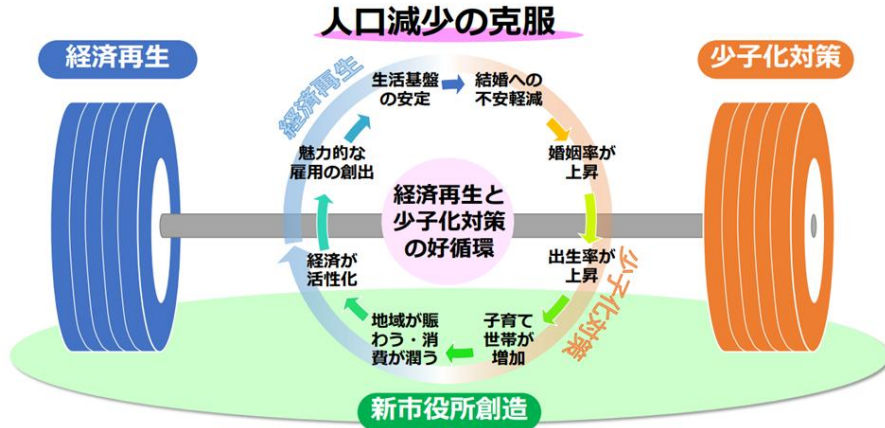 人口減少の克服
経済再生
少子化対策
経済再生
生活基盤
の安定
結婚への
不安軽減
婚姻率が
上昇
出生率が
上昇
子育て
世帯が
増加
地域が賑
わう・消
費が潤う
経済が
活性化
魅力的な
雇用の創出
経済再生と
少子化対策
の好循環
少子化対策
新市役所創造